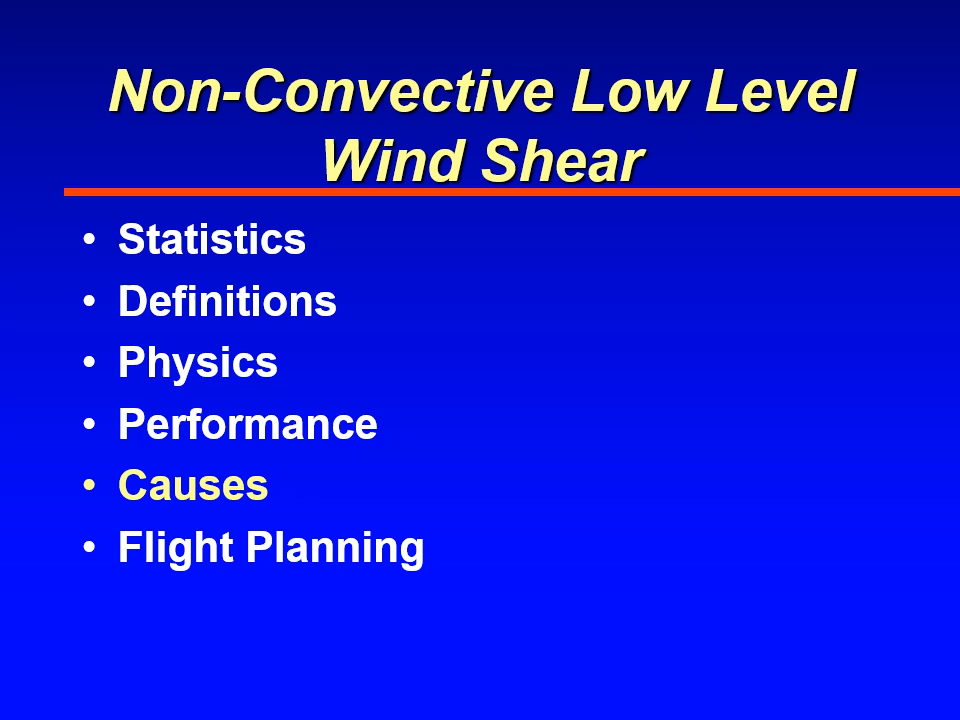 Non-Convective Low Level
Wind Shear
• Statistics
• Definitions
• Physics
• Performance
• Causes
• Flight Planning